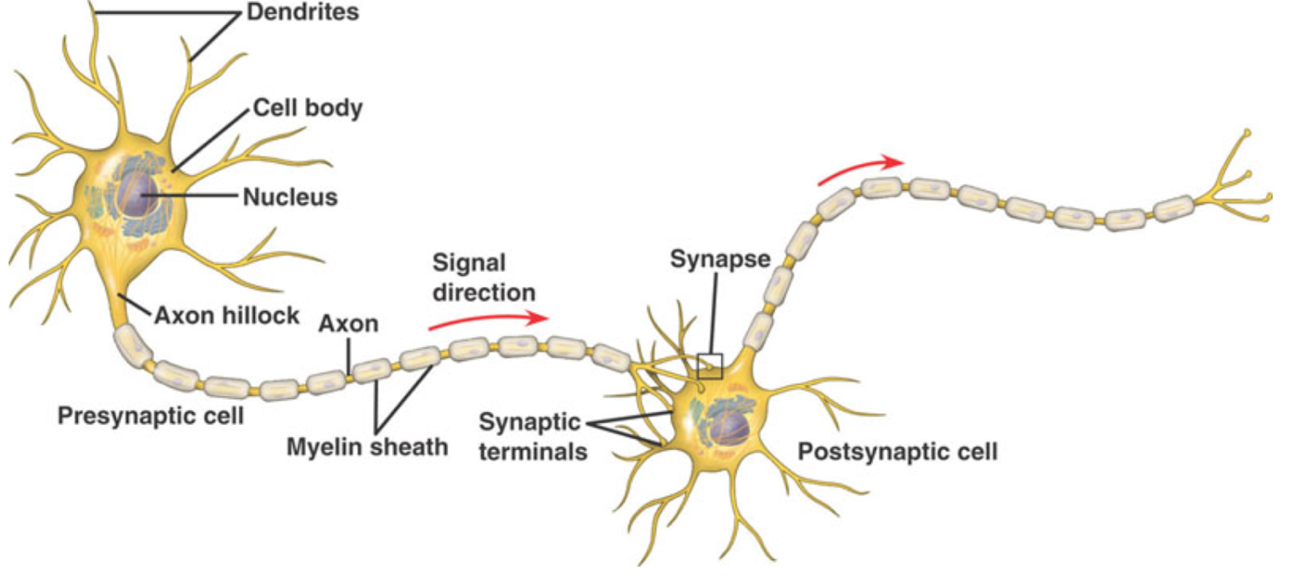 Dendrites
Cell body
Nucleus
Axon hillock
Axon
Signal
direction
Synapse
Presynaptic cell
Myelin sheath
Synaptic
terminals
Postsynaptic cell